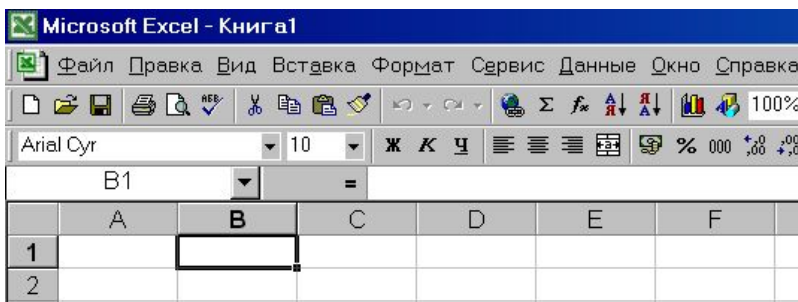 Microsoft Excel - Книга1
Файл Правка Вид Вставка Формат Сервис Данные Окно Справка
100%
Arial Cyr 10 Ж К Ч % 000
B1 =
A B C D E F
1
2